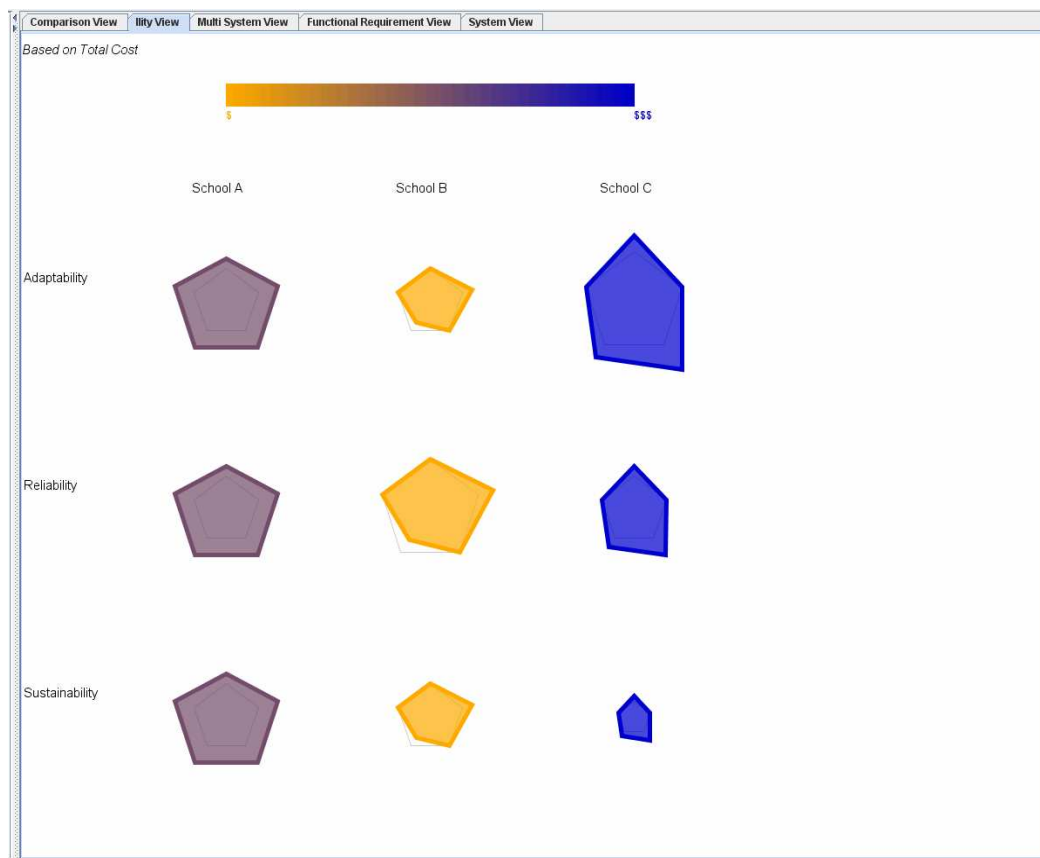 Comparison View Ility View Multi System View Functional Requirement View System View
Based on Total Cost
$ $$$
School A School B School C
Adaptability
Reliability
Sustainability